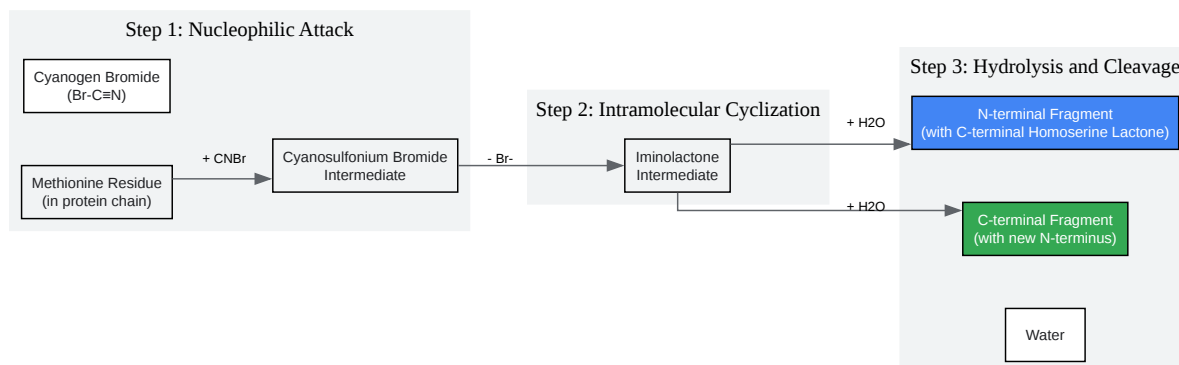 Step 1: Nucleophilic Attack
Cyanogen Bromide
(Br-C≡N)
Methionine Residue
(in protein chain)
+ CNBr
Cyanosulfonium Bromide
Intermediate
- Br-
Step 2: Intramolecular Cyclization
Iminolactone
Intermediate
+ H2O
+ H2O
Step 3: Hydrolysis and Cleavage
N-terminal Fragment
(with C-terminal Homoserine Lactone)
C-terminal Fragment
(with new N-terminus)
Water